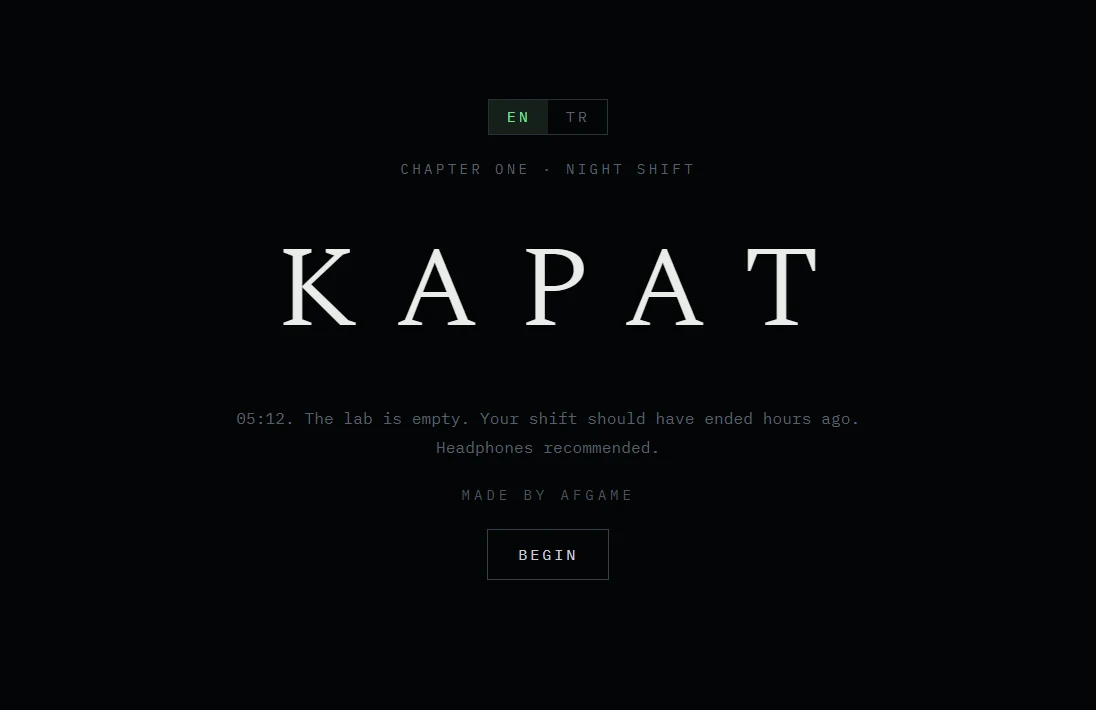 EN TR
CHAPTER ONE · NIGHT SHIFT
KAPAT
05:12. The lab is empty. Your shift should have ended hours ago.
Headphones recommended.
MADE BY AFGAME
BEGIN